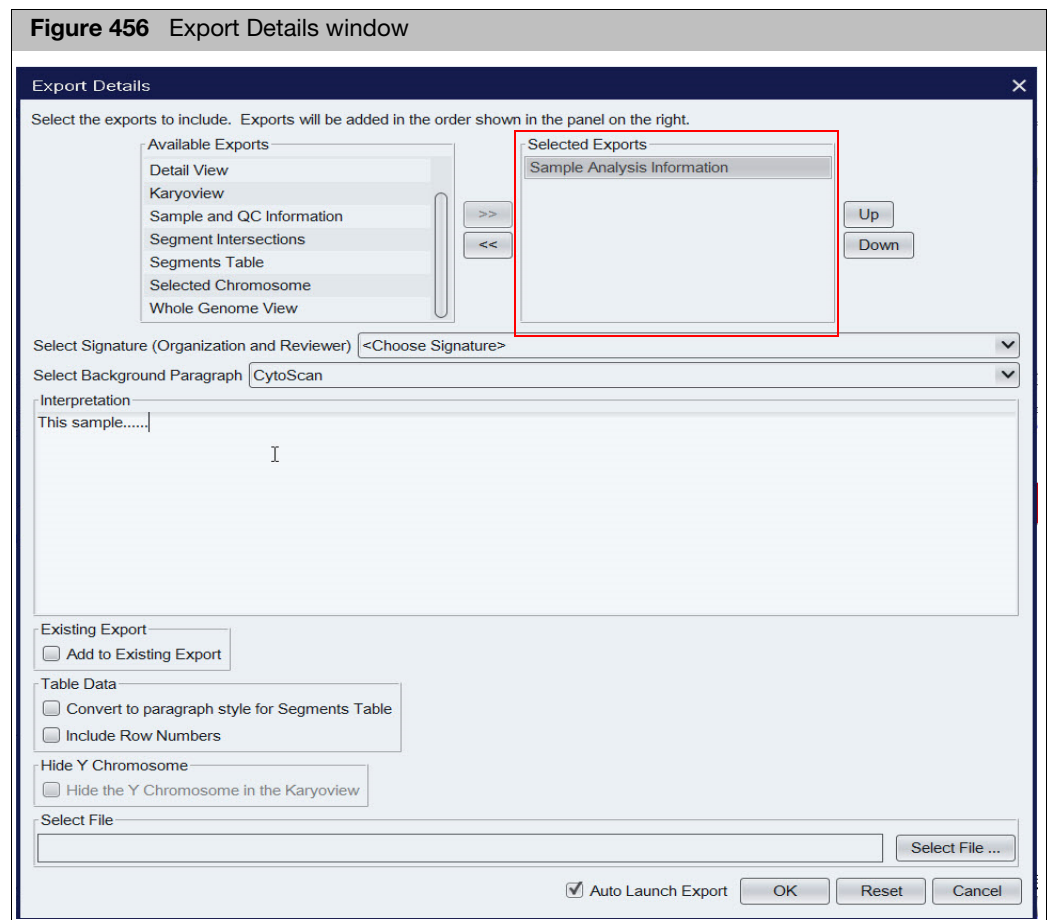 Figure 456 Export Details window
Export Details
Select the exports to include. Exports will be added in the order shown in the panel on the right.
Available Exports
Detail View
Karyoview
Sample and QC Information
Segment Intersections
Segments Table
Selected Chromosome
Whole Genome View
>>
<<
Selected Exports
Sample Analysis Information
Up
Down
Select Signature (Organization and Reviewer) <Choose Signature>
Select Background Paragraph CytoScan
Interpretation
This sample......
Existing Export
Add to Existing Export
Table Data
Convert to paragraph style for Segments Table
Include Row Numbers
Hide Y Chromosome
Hide the Y Chromosome in the Karyoview
Select File
Select File ...
Auto Launch Export OK Reset Cancel